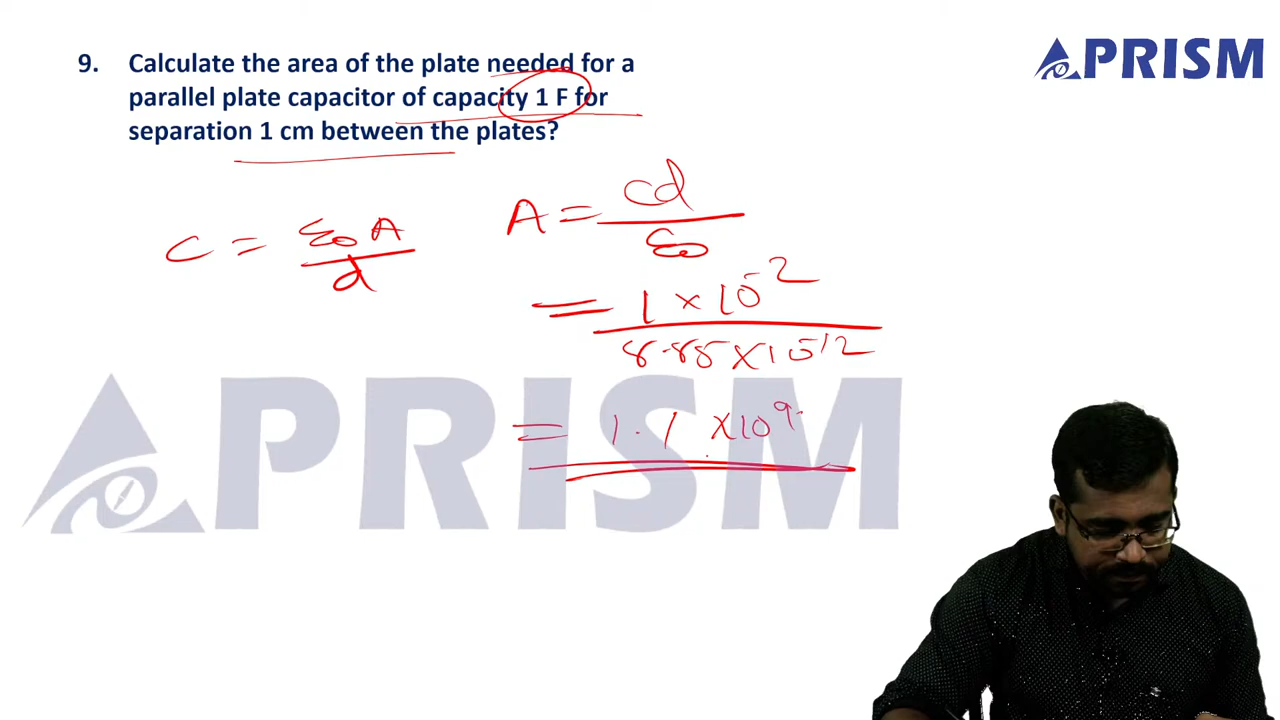 PRISM
9. Calculate the area of the plate needed for a
parallel plate capacitor of capacity 1 F for
separation 1 cm between the plates?
C = ε₀A / d
A = cd / ε₀
= 1 × 10⁻² / 8.85 × 10⁻¹²
= 1.1 × 10⁹
PRISM